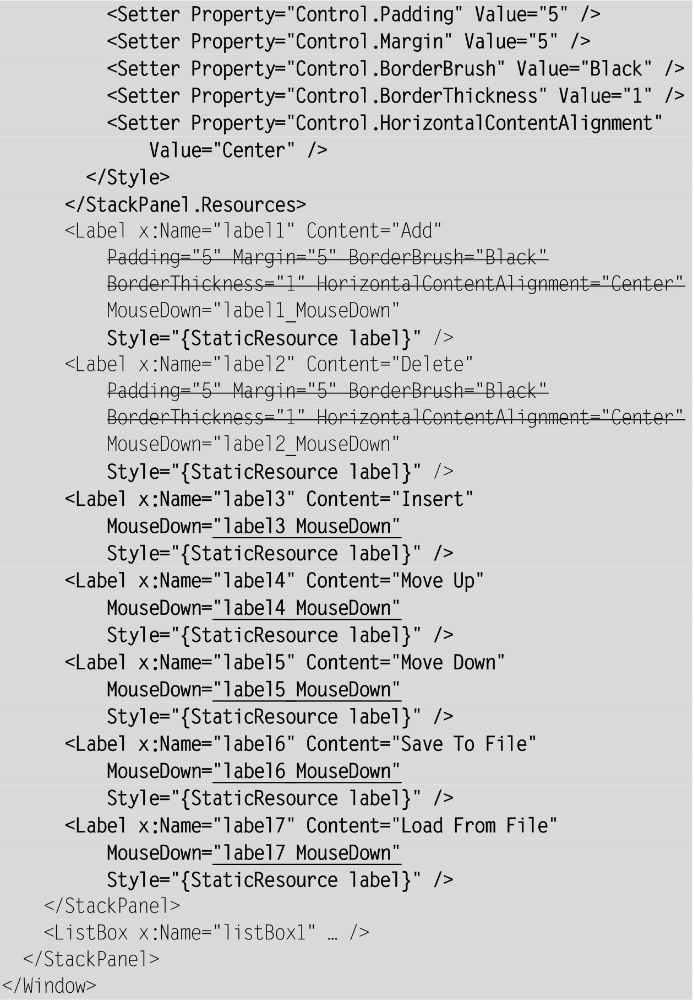 <Setter Property="Control.Padding" Value="5" />
<Setter Property="Control.Margin" Value="5" />
<Setter Property="Control.BorderBrush" Value="Black" />
<Setter Property="Control.BorderThickness" Value="1" />
<Setter Property="Control.HorizontalContentAlignment"
Value="Center" />
</Style>
</StackPanel.Resources>
<Label x:Name="label1" Content="Add"
Padding="5" Margin="5" BorderBrush="Black"
BorderThickness="1" HorizontalContentAlignment="Center"
MouseDown="label1_MouseDown"
Style="{StaticResource label}" />
<Label x:Name="label2" Content="Delete"
Padding="5" Margin="5" BorderBrush="Black"
BorderThickness="1" HorizontalContentAlignment="Center"
MouseDown="label2_MouseDown"
Style="{StaticResource label}" />
<Label x:Name="label3" Content="Insert"
MouseDown="label3_MouseDown"
Style="{StaticResource label}" />
<Label x:Name="label4" Content="Move Up"
MouseDown="label4_MouseDown"
Style="{StaticResource label}" />
<Label x:Name="label5" Content="Move Down"
MouseDown="label5_MouseDown"
Style="{StaticResource label}" />
<Label x:Name="label6" Content="Save To File"
MouseDown="label6_MouseDown"
Style="{StaticResource label}" />
<Label x:Name="label7" Content="Load From File"
MouseDown="label7_MouseDown"
Style="{StaticResource label}" />
</StackPanel>
<ListBox x:Name="listBox1" … />
</StackPanel>
</Window>